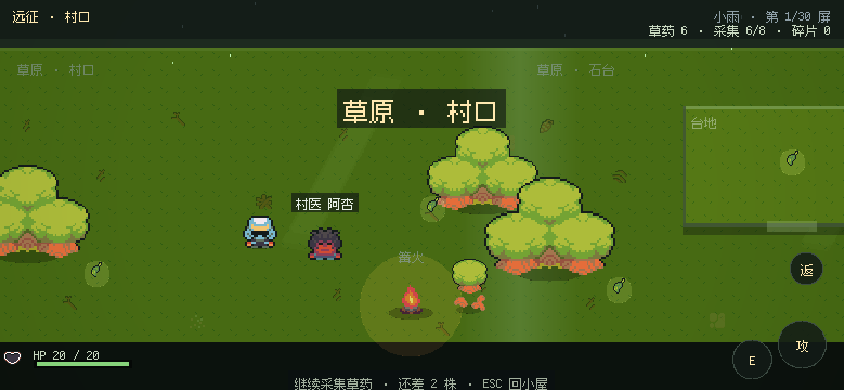 远征 · 村口
小雨 · 第 1/30 屏
草药 6 · 采集 6/8 · 碎片 0
草原 · 村口
草原 · 石台
草原 · 村口
台地
村医 阿杏
篝火
返
攻
E
HP 20 / 20
继续采集草药 · 还差 2 株 · ESC 回小屋